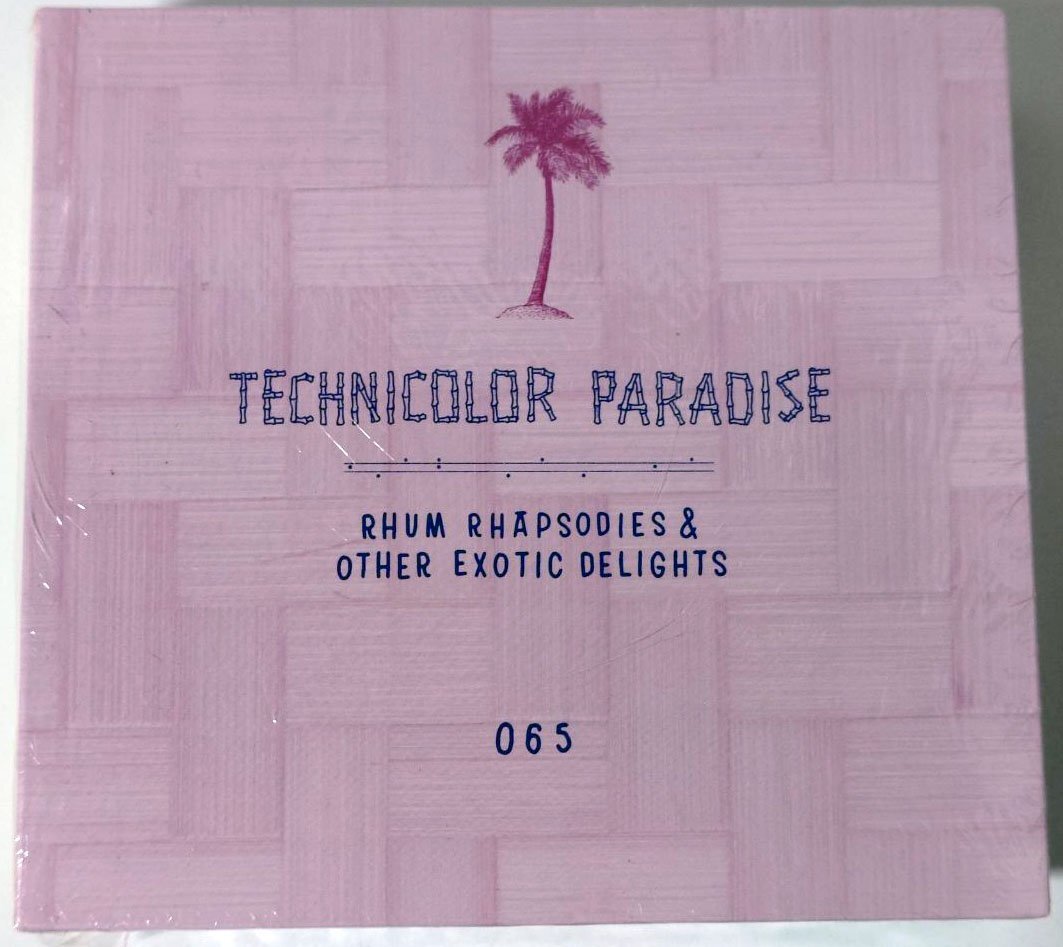 TECHNICOLOR PARADISE
RHUM RHAPSODIES &
OTHER EXOTIC DELIGHTS
065